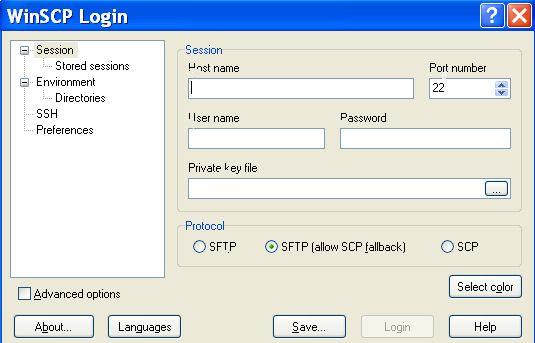 WinSCP Login
Session
Stored sessions
Environment
Directories
SSH
Preferences
Advanced options
Session
Host name
Port number
22
User name
Password
Private key file
...
Protocol
SFTP
SFTP (allow SCP fallback)
SCP
Select color
About...
Languages
Save...
Login
Help